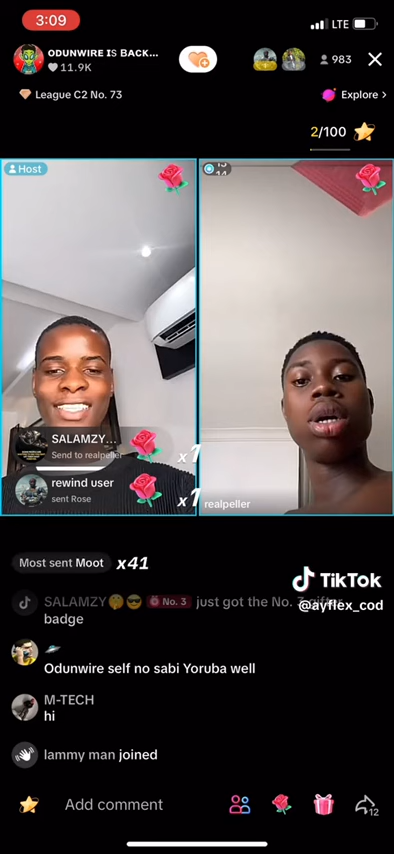 3:09
LTE
ODUNWIRE IS BACK...
11.9K
983
League C2 No. 73
Explore >
2/100
Host
SALAMZY...
Send to realpeller
x1
rewind user
sent Rose
x1
realpeller
Most sent Moot x41
TikTok
@ayflex_cod
SALAMZY No. 3 just got the No. 3 gifter
badge
Odunwire self no sabi Yoruba well
M-TECH
hi
lammy man joined
Add comment
12